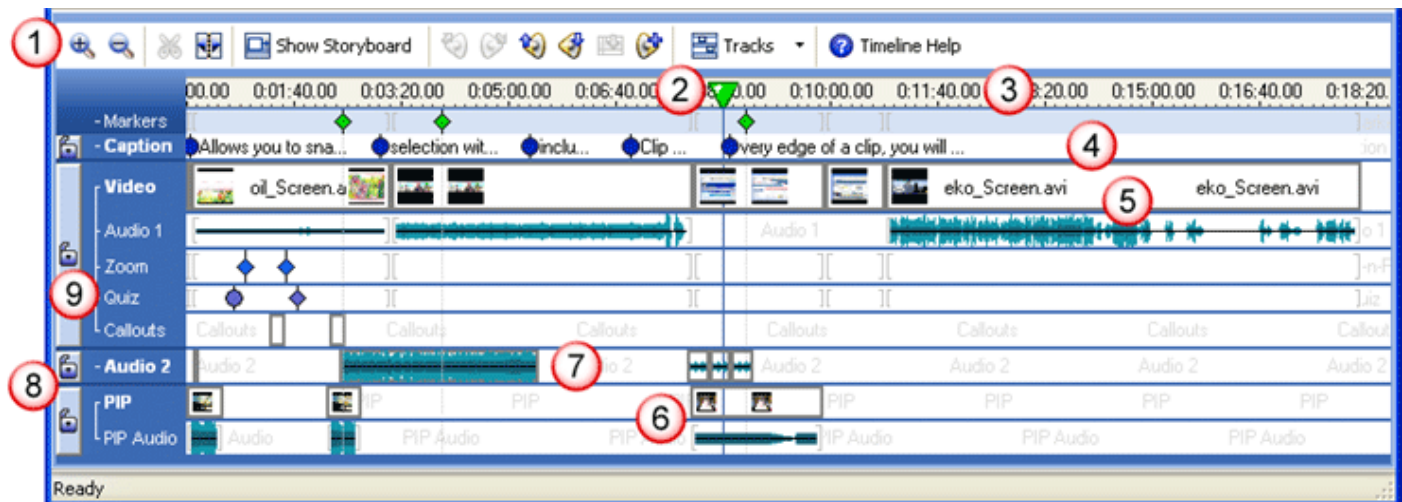 1 Show Storyboard Tracks Timeline Help
00.00 0:01:40.00 0:03:20.00 0:05:00.00 0:06:40.00 2 0:10:00.00 0:11:40.00 3 0:15:00.00 0:16:40.00 0:18:20.
- Markers
- Caption Allows you to sna... selection wit... inclu... Clip ... very edge of a clip, you will ... 4
Video oil_Screen.a eko_Screen.avi eko_Screen.avi
5
Audio 1 Audio 1 o 1
Zoom -n-P
9 Quiz uiz
Callouts Callouts Callouts Callouts Callouts Callouts Callouts Callout
- Audio 2 Audio 2 7 io 2 Audio 2 Audio 2 Audio 2 Audio 2
8 PIP PIP PIP PIP PIP PIP PIP
6
PIP Audio Audio PIP Audio PIP PIP Audio PIP Audio PIP Audio
Ready